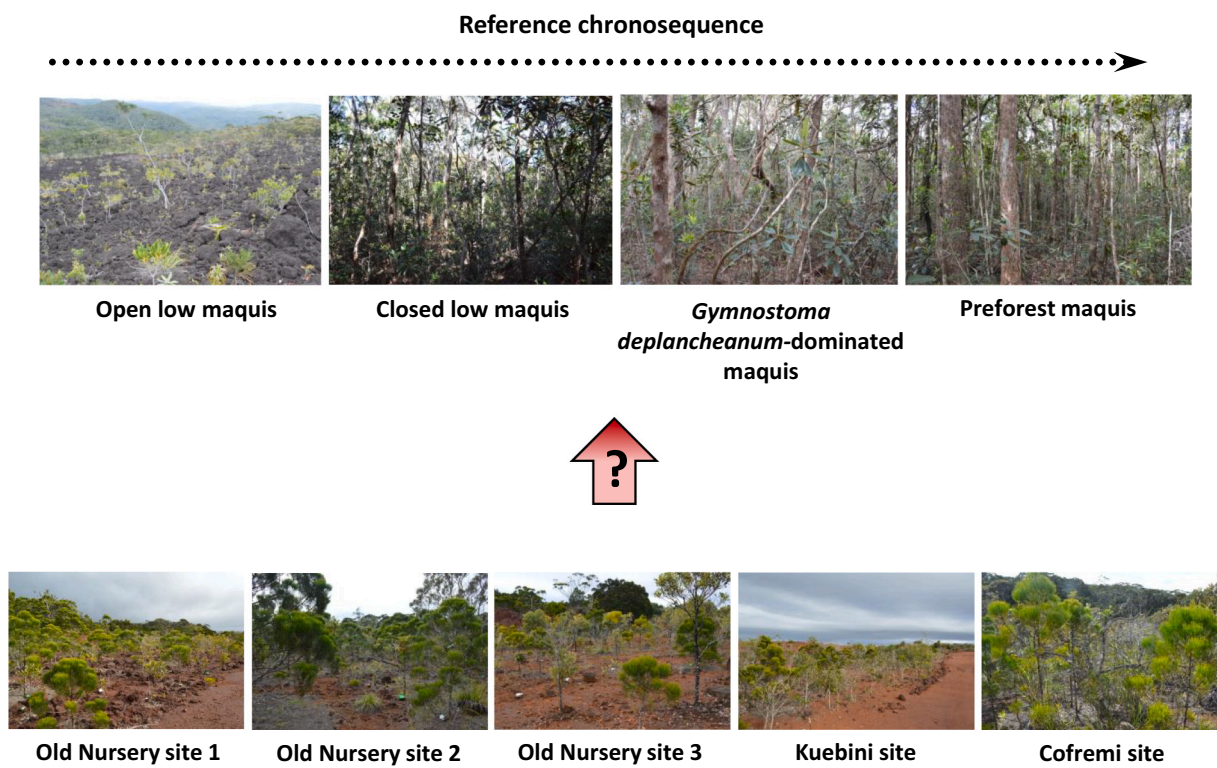 Reference chronosequence
Open low maquis
Closed low maquis
Gymnostoma
deplancheanum-dominated
maquis
Preforest maquis
?
Old Nursery site 1
Old Nursery site 2
Old Nursery site 3
Kuebini site
Cofremi site